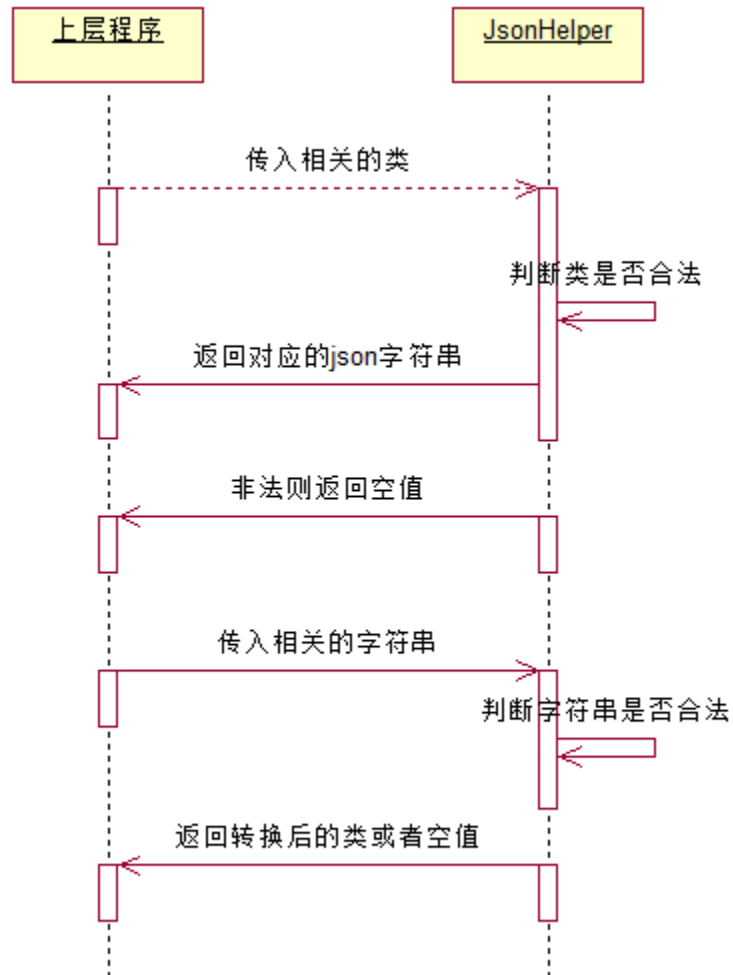 上层程序
JsonHelper
传入相关的类
判断类是否合法
返回对应的json字符串
非法则返回空值
传入相关的字符串
判断字符串是否合法
返回转换后的类或者空值